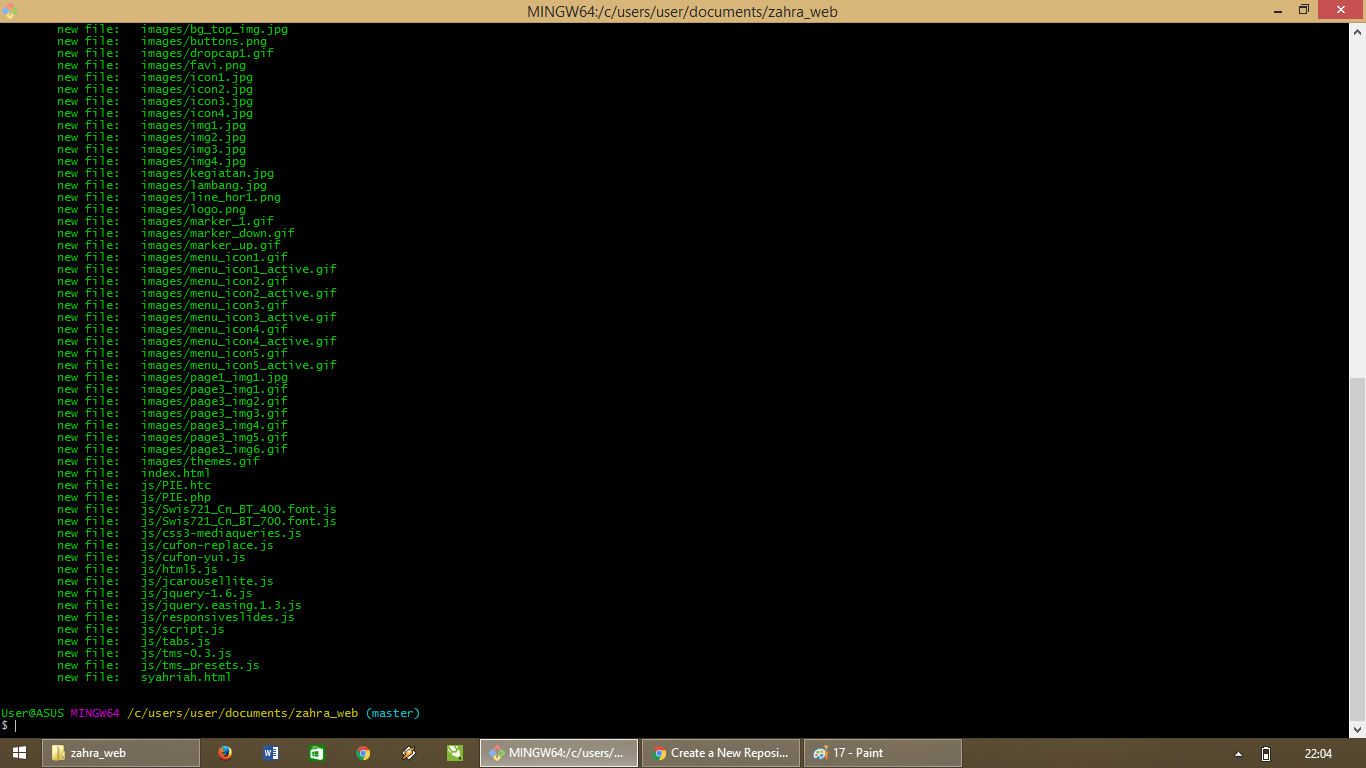 MINGW64:/c/users/user/documents/zahra_web
new file: images/bg_top_img.jpg
new file: images/buttons.png
new file: images/dropcap1.gif
new file: images/favi.png
new file: images/icon1.jpg
new file: images/icon2.jpg
new file: images/icon3.jpg
new file: images/icon4.jpg
new file: images/img1.jpg
new file: images/img2.jpg
new file: images/img3.jpg
new file: images/img4.jpg
new file: images/kegiatan.jpg
new file: images/lambang.jpg
new file: images/line_hor1.png
new file: images/logo.png
new file: images/marker_1.gif
new file: images/marker_down.gif
new file: images/marker_up.gif
new file: images/menu_icon1.gif
new file: images/menu_icon1_active.gif
new file: images/menu_icon2.gif
new file: images/menu_icon2_active.gif
new file: images/menu_icon3.gif
new file: images/menu_icon3_active.gif
new file: images/menu_icon4.gif
new file: images/menu_icon4_active.gif
new file: images/menu_icon5.gif
new file: images/menu_icon5_active.gif
new file: images/page1_img1.jpg
new file: images/page3_img1.gif
new file: images/page3_img2.gif
new file: images/page3_img3.gif
new file: images/page3_img4.gif
new file: images/page3_img5.gif
new file: images/page3_img6.gif
new file: images/themes.gif
new file: index.html
new file: js/PIE.htc
new file: js/PIE.php
new file: js/Swis721_Cn_BT_400.font.js
new file: js/Swis721_Cn_BT_700.font.js
new file: js/css3-mediaqueries.js
new file: js/cufon-replace.js
new file: js/cufon-yui.js
new file: js/html5.js
new file: js/jcarousellite.js
new file: js/jquery-1.6.js
new file: js/jquery.easing.1.3.js
new file: js/responsiveslides.js
new file: js/script.js
new file: js/tabs.js
new file: js/tms-0.3.js
new file: js/tms_presets.js
new file: syahriah.html
User@ASUS MINGW64 /c/users/user/documents/zahra_web (master)
$
zahra_web
MINGW64:/c/users/...
Create a New Reposi...
17 - Paint
22:04